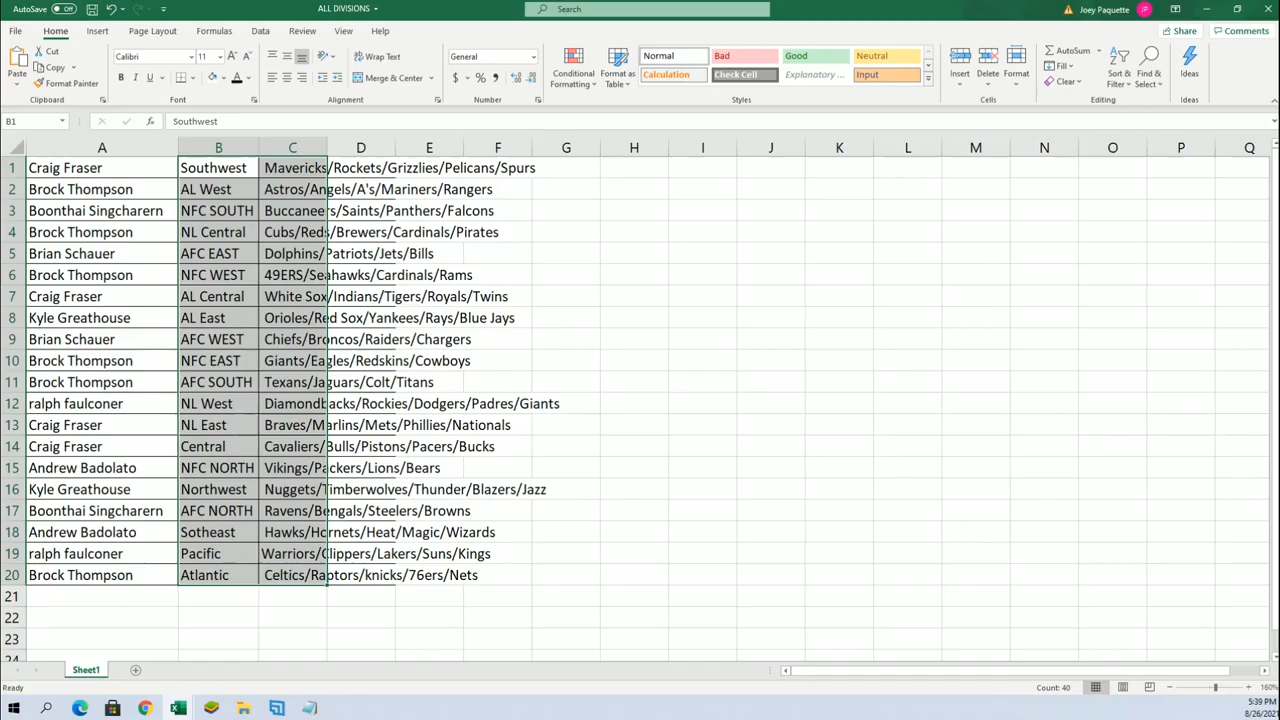 AutoSave Off ALL DIVISIONS Search Joey Paquette JP
File Home Insert Page Layout Formulas Data Review View Help Share Comments
Paste Cut Copy Format Painter Clipboard
Calibri 11 B I U A Font
Wrap Text Merge & Center Alignment
General $ % Number
Conditional Formatting Format as Table
Normal Bad Good Neutral
Calculation Check Cell Explanatory ... Input
Styles
Insert Delete Format Cells
AutoSum Fill Clear Sort & Filter Find & Select Editing
Ideas Ideas
B1 fx Southwest
A B C D E F G H I J K L M N O P Q
1 Craig Fraser Southwest Mavericks/Rockets/Grizzlies/Pelicans/Spurs
2 Brock Thompson AL West Astros/Angels/A's/Mariners/Rangers
3 Boonthai Singcharern NFC SOUTH Buccaneers/Saints/Panthers/Falcons
4 Brock Thompson NL Central Cubs/Reds/Brewers/Cardinals/Pirates
5 Brian Schauer AFC EAST Dolphins/Patriots/Jets/Bills
6 Brock Thompson NFC WEST 49ERS/Seahawks/Cardinals/Rams
7 Craig Fraser AL Central White Sox/Indians/Tigers/Royals/Twins
8 Kyle Greathouse AL East Orioles/Red Sox/Yankees/Rays/Blue Jays
9 Brian Schauer AFC WEST Chiefs/Broncos/Raiders/Chargers
10 Brock Thompson NFC EAST Giants/Eagles/Redskins/Cowboys
11 Brock Thompson AFC SOUTH Texans/Jaguars/Colt/Titans
12 ralph faulconer NL West Diamondbacks/Rockies/Dodgers/Padres/Giants
13 Craig Fraser NL East Braves/Marlins/Mets/Phillies/Nationals
14 Craig Fraser Central Cavaliers/Bulls/Pistons/Pacers/Bucks
15 Andrew Badolato NFC NORTH Vikings/Packers/Lions/Bears
16 Kyle Greathouse Northwest Nuggets/Timberwolves/Thunder/Blazers/Jazz
17 Boonthai Singcharern AFC NORTH Ravens/Bengals/Steelers/Browns
18 Andrew Badolato Sotheast Hawks/Hornets/Heat/Magic/Wizards
19 ralph faulconer Pacific Warriors/Clippers/Lakers/Suns/Kings
20 Brock Thompson Atlantic Celtics/Raptors/knicks/76ers/Nets
21
22
23
24
Sheet1
Ready Count: 40 160%
5:39 PM